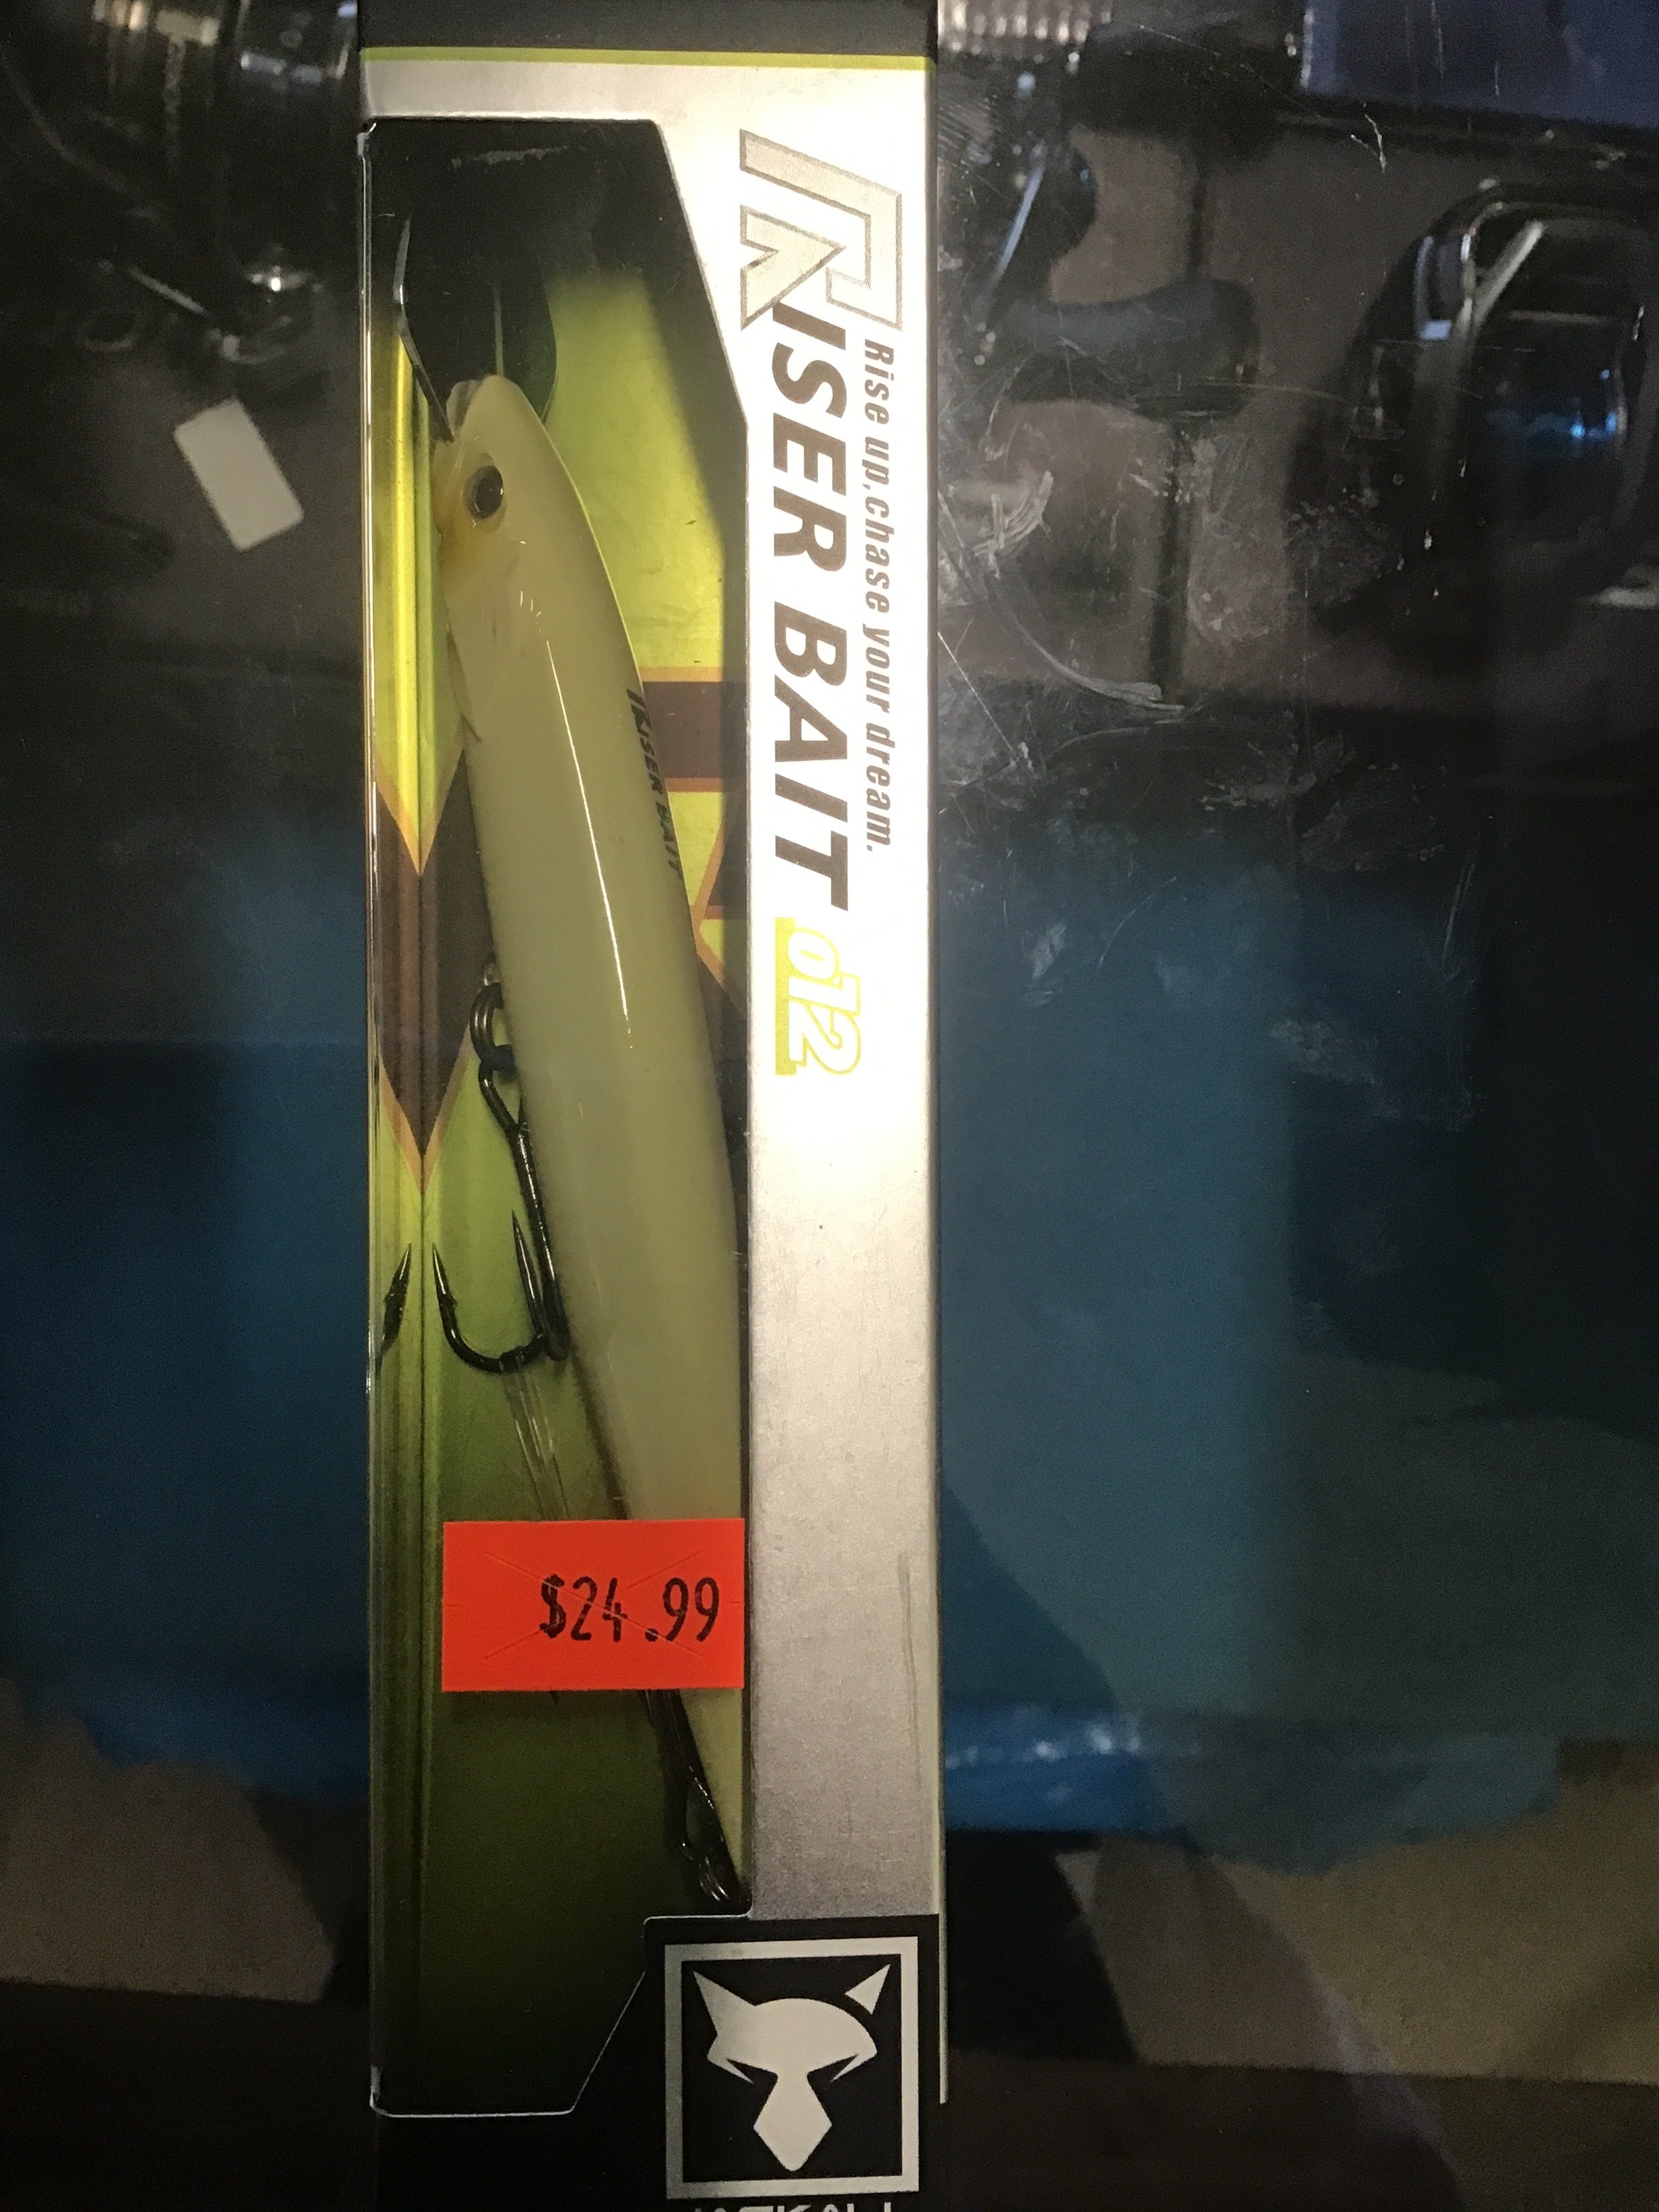 RISER BAIT 012
Rise up,chase your dream.
RISER BAIT
$24.99